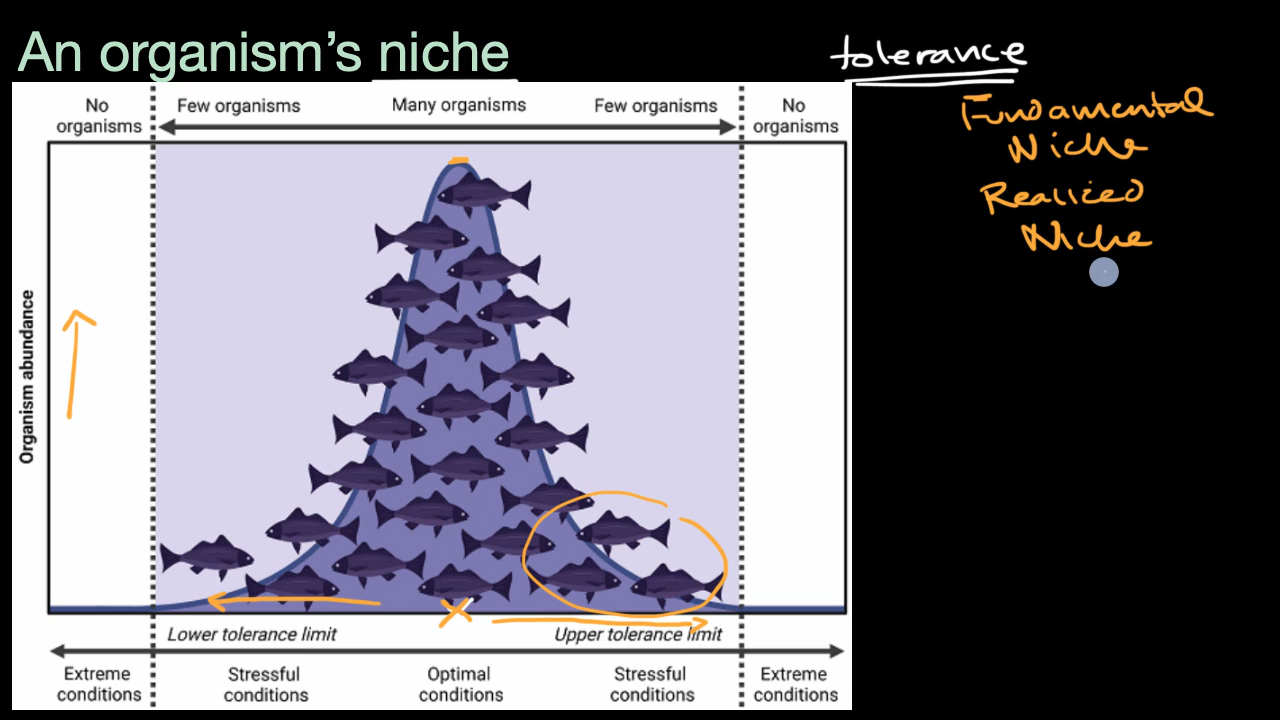 An organism's niche
tolerance
Fundamental
Niche
Realized
Niche
No organisms
Few organisms
Many organisms
Few organisms
No organisms
Organism abundance
Lower tolerance limit
Upper tolerance limit
Extreme conditions
Stressful conditions
Optimal conditions
Stressful conditions
Extreme conditions